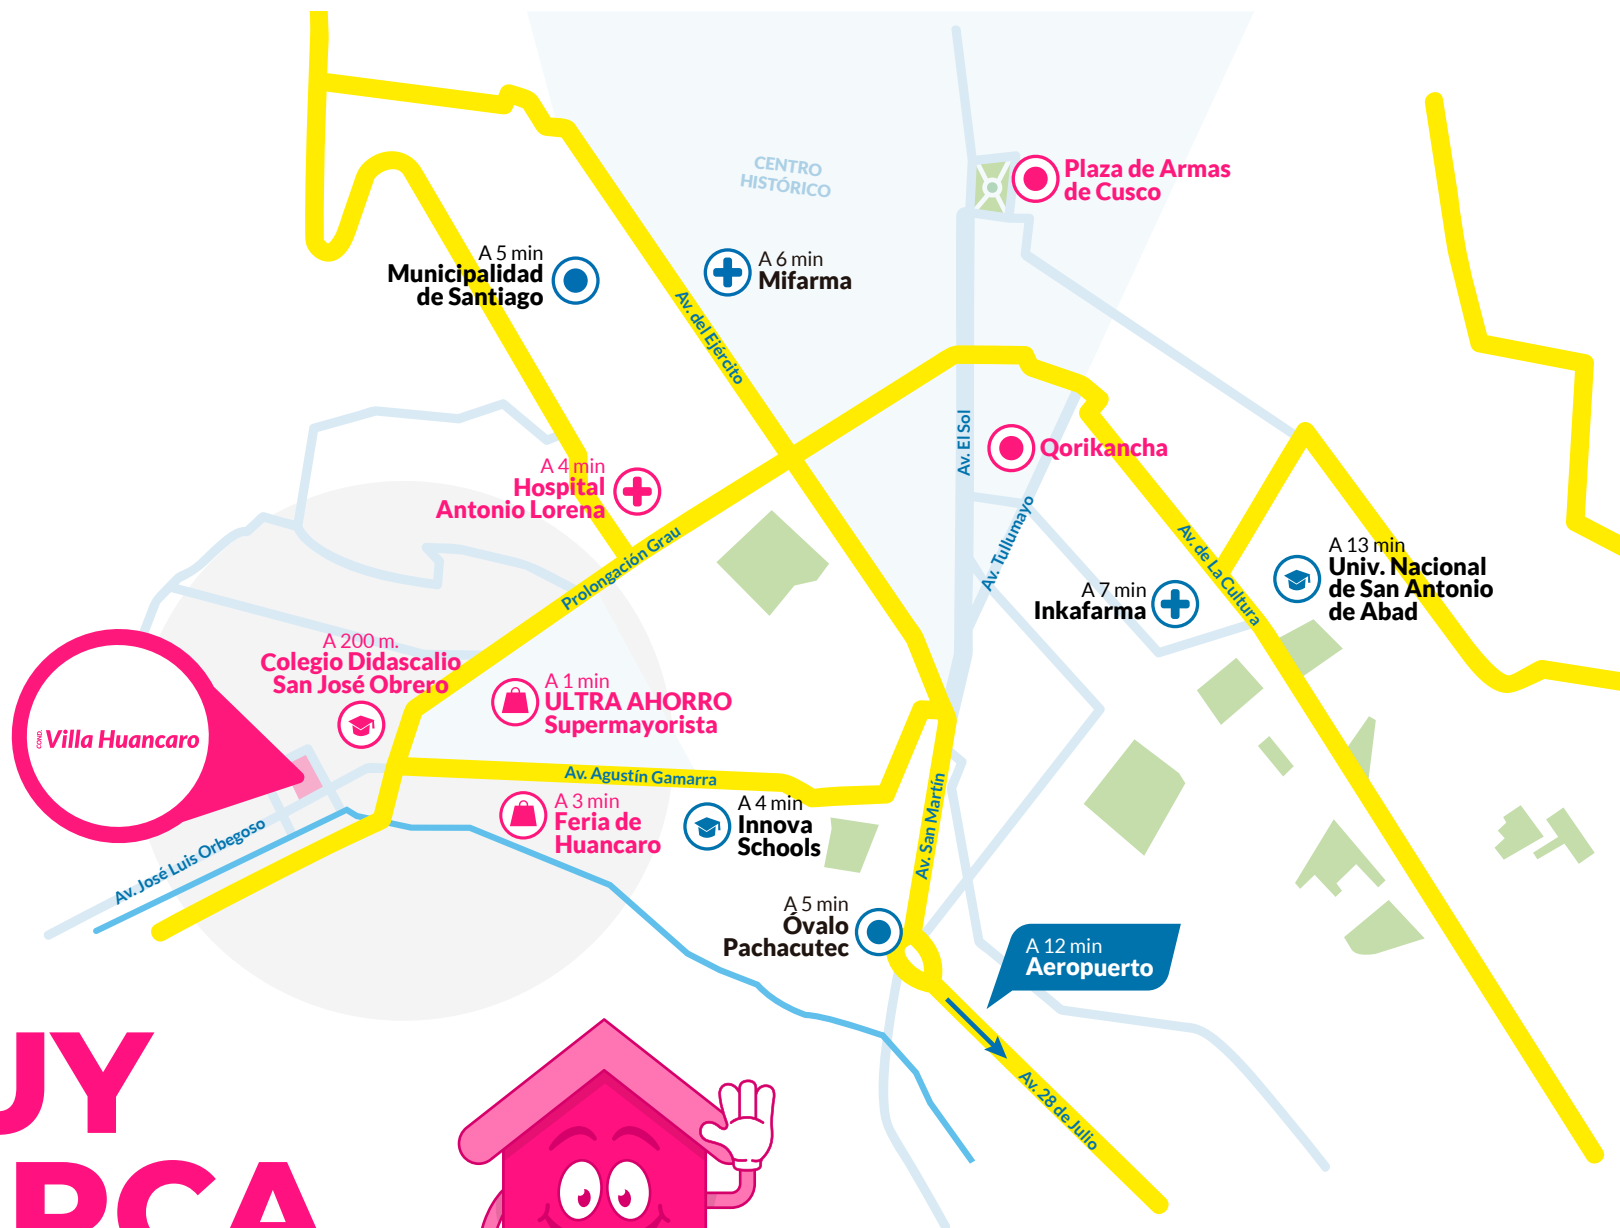 CENTRO
HISTÓRICO
Plaza de Armas
de Cusco
A 5 min
Municipalidad
de Santiago
A 6 min
Mifarma
Av. del Ejército
Av. El Sol
Qorikancha
A 4 min
Hospital
Antonio Lorena
Prolongación Grau
Av. Tullumayo
Av. de La Cultura
A 13 min
Univ. Nacional
de San Antonio
de Abad
A 7 min
Inkafarma
A 200 m.
Colegio Didascalio
San José Obrero
A 1 min
ULTRA AHORRO
Supermayorista
COND.
Villa Huancaro
Av. Agustín Gamarra
A 3 min
Feria de
Huancaro
A 4 min
Innova
Schools
Av. San Martín
Av. José Luis Orbegoso
A 5 min
Óvalo
Pachacutec
A 12 min
Aeropuerto
Av. 28 de Julio
UY
RCA